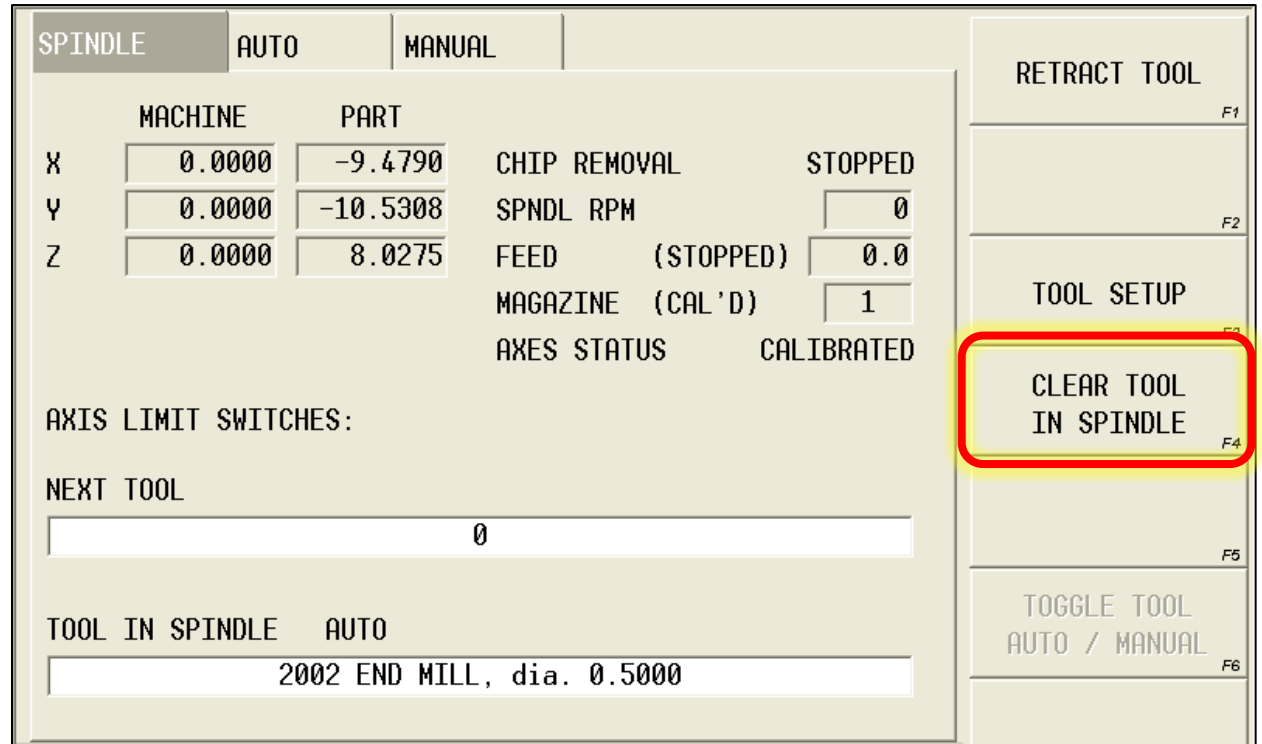 SPINDLE AUTO MANUAL
MACHINE PART
X 0.0000 -9.4790 CHIP REMOVAL STOPPED
Y 0.0000 -10.5308 SPNDL RPM 0
Z 0.0000 8.0275 FEED (STOPPED) 0.0
MAGAZINE (CAL'D) 1
AXES STATUS CALIBRATED
AXIS LIMIT SWITCHES:
NEXT TOOL
0
TOOL IN SPINDLE AUTO
2002 END MILL, dia. 0.5000
RETRACT TOOL
F1
F2
TOOL SETUP
F3
CLEAR TOOL
IN SPINDLE
F4
F5
TOGGLE TOOL
AUTO / MANUAL
F6